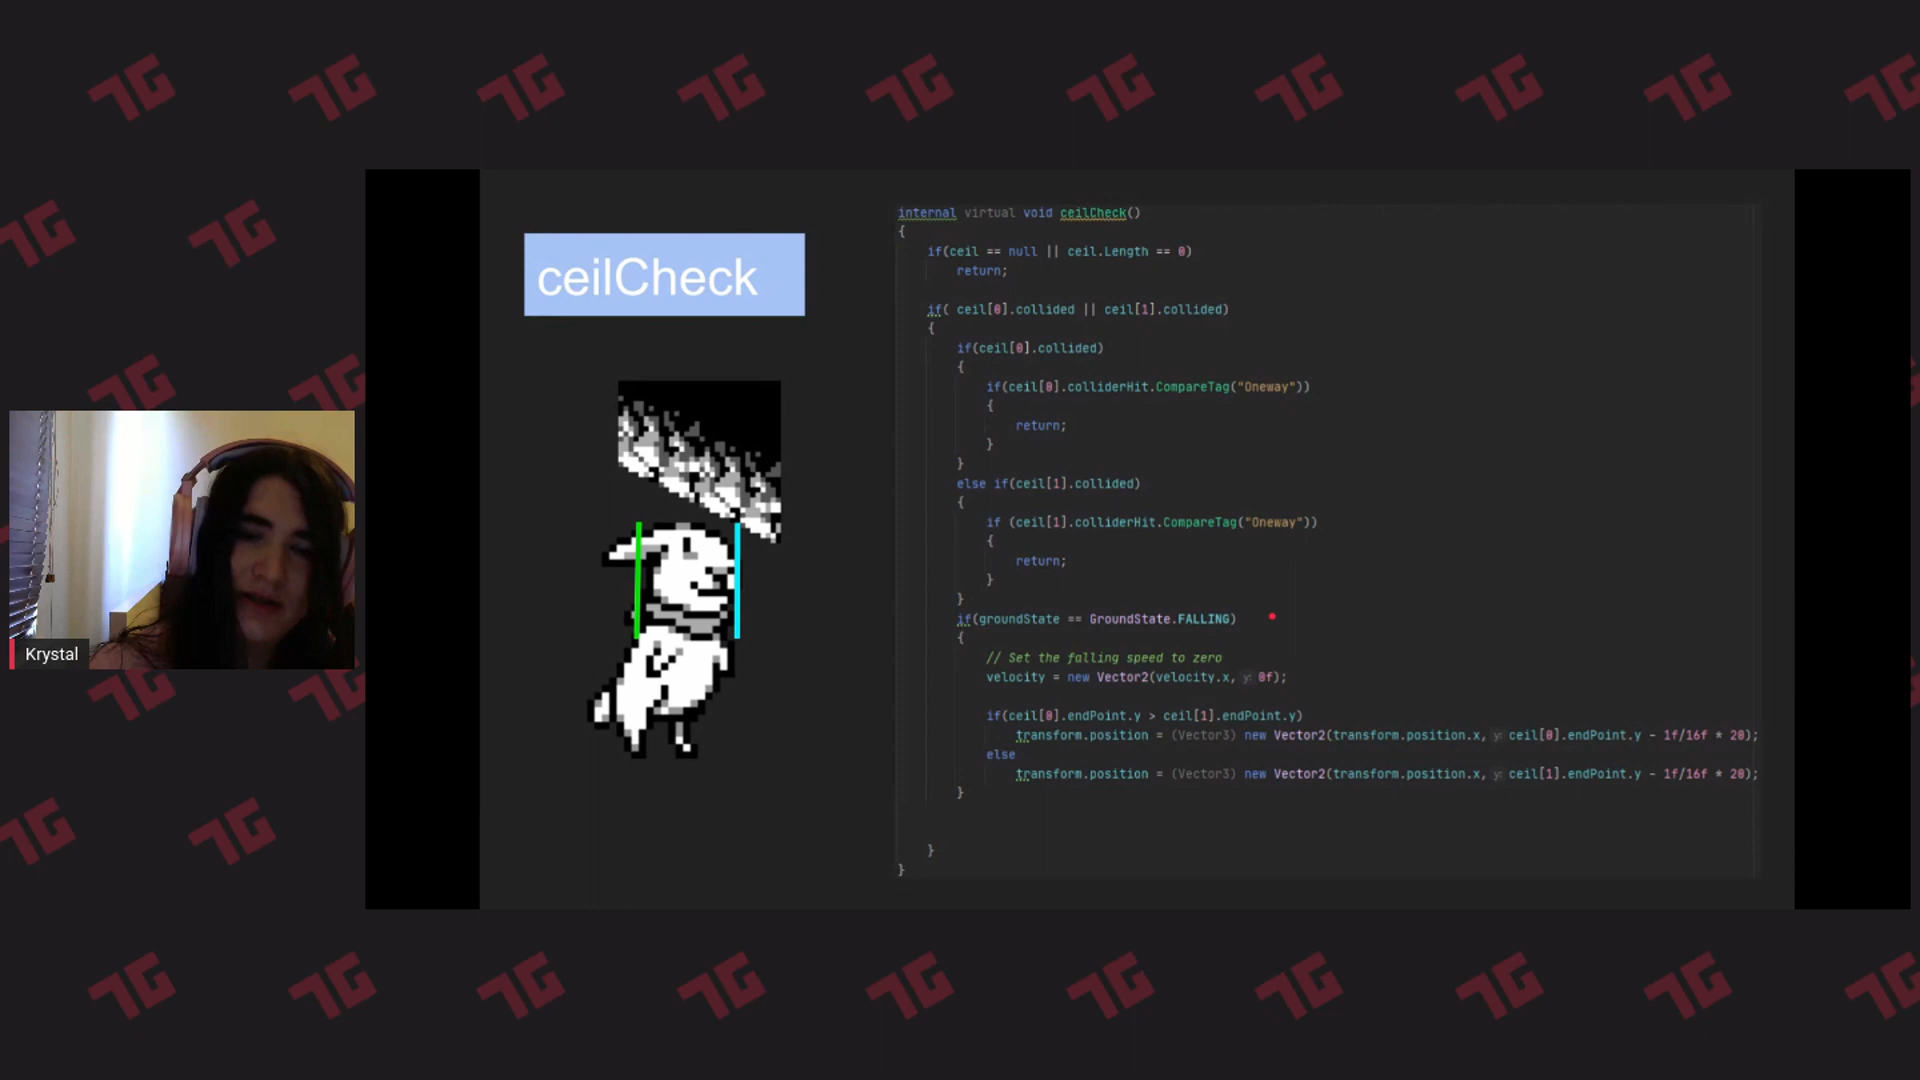 ceilCheck
Krystal
internal virtual void ceilCheck()
{
if(ceil == null || ceil.Length == 0)
return;
if( ceil[0].collided || ceil[1].collided)
{
if(ceil[0].collided)
{
if(ceil[0].colliderHit.CompareTag("Oneway"))
{
return;
}
}
else if(ceil[1].collided)
{
if (ceil[1].colliderHit.CompareTag("Oneway"))
{
return;
}
}
if(groundState == GroundState.FALLING)
{
// Set the falling speed to zero
velocity = new Vector2(velocity.x, y: 0f);
if(ceil[0].endPoint.y > ceil[1].endPoint.y)
transform.position = (Vector3) new Vector2(transform.position.x, y: ceil[0].endPoint.y - 1f/16f * 20);
else
transform.position = (Vector3) new Vector2(transform.position.x, y: ceil[1].endPoint.y - 1f/16f * 20);
}
}
}